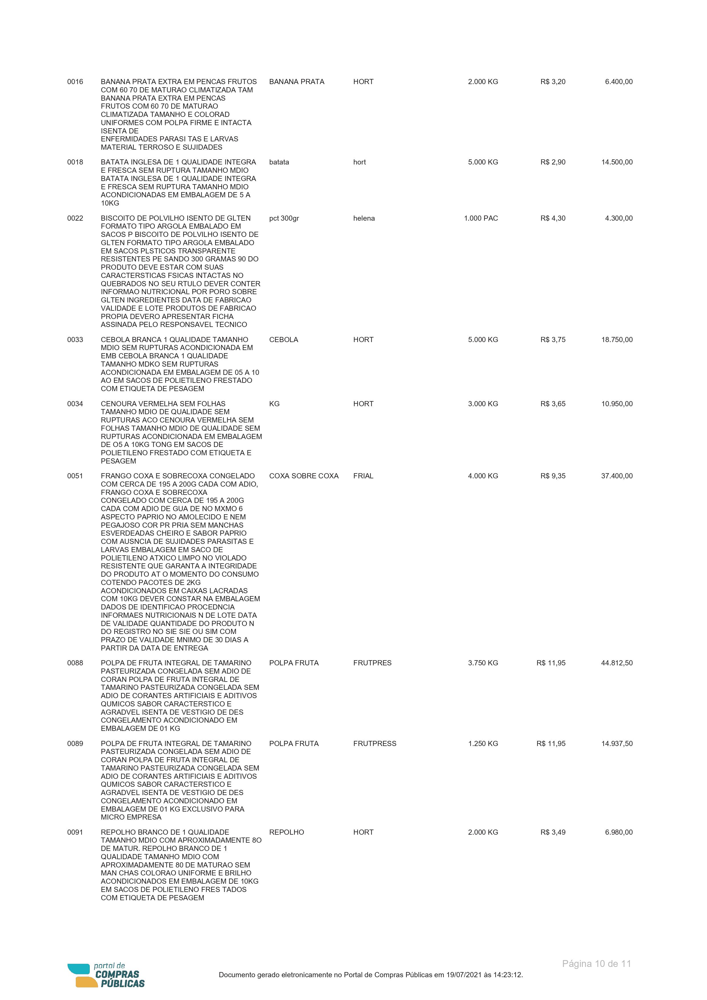 0016 BANANA PRATA EXTRA EM PENCAS FRUTOS BANANA PRATA HORT 2.000 KG R$ 3,20 6.400,00
COM 60 70 DE MATURAO CLIMATIZADA TAM
BANANA PRATA EXTRA EM PENCAS
FRUTOS COM 60 70 DE MATURAO
CLIMATIZADA TAMANHO E COLORAD
UNIFORMES COM POLPA FIRME E INTACTA
ISENTA DE
ENFERMIDADES PARASI TAS E LARVAS
MATERIAL TERROSO E SUJIDADES
0018 BATATA INGLESA DE 1 QUALIDADE INTEGRA batata hort 5.000 KG R$ 2,90 14.500,00
E FRESCA SEM RUPTURA TAMANHO MDIO
BATATA INGLESA DE 1 QUALIDADE INTEGRA
E FRESCA SEM RUPTURA TAMANHO MDIO
ACONDICIONADAS EM EMBALAGEM DE 5 A
10KG
0022 BISCOITO DE POLVILHO ISENTO DE GLTEN pct 300gr helena 1.000 PAC R$ 4,30 4.300,00
FORMATO TIPO ARGOLA EMBALADO EM
SACOS P BISCOITO DE POLVILHO ISENTO DE
GLTEN FORMATO TIPO ARGOLA EMBALADO
EM SACOS PLSTICOS TRANSPARENTE
RESISTENTES PE SANDO 300 GRAMAS 90 DO
PRODUTO DEVE ESTAR COM SUAS
CARACTERSTICAS FSICAS INTACTAS NO
QUEBRADOS NO SEU RTULO DEVER CONTER
INFORMAO NUTRICIONAL POR PORO SOBRE
GLTEN INGREDIENTES DATA DE FABRICAO
VALIDADE E LOTE PRODUTOS DE FABRICAO
PROPIA DEVERO APRESENTAR FICHA
ASSINADA PELO RESPONSAVEL TECNICO
0033 CEBOLA BRANCA 1 QUALIDADE TAMANHO CEBOLA HORT 5.000 KG R$ 3,75 18.750,00
MDIO SEM RUPTURAS ACONDICIONADA EM
EMB CEBOLA BRANCA 1 QUALIDADE
TAMANHO MDKO SEM RUPTURAS
ACONDICIONADA EM EMBALAGEM DE 05 A 10
AO EM SACOS DE POLIETILENO FRESTADO
COM ETIQUETA DE PESAGEM
0034 CENOURA VERMELHA SEM FOLHAS KG HORT 3.000 KG R$ 3,65 10.950,00
TAMANHO MDIO DE QUALIDADE SEM
RUPTURAS ACO CENOURA VERMELHA SEM
FOLHAS TAMANHO MDIO DE QUALIDADE SEM
RUPTURAS ACONDICIONADA EM EMBALAGEM
DE O5 A 10KG TONG EM SACOS DE
POLIETILENO FRESTADO COM ETIQUETA E
PESAGEM
0051 FRANGO COXA E SOBRECOXA CONGELADO COXA SOBRE COXA FRIAL 4.000 KG R$ 9,35 37.400,00
COM CERCA DE 195 A 200G CADA COM ADIO,
FRANGO COXA E SOBRECOXA
CONGELADO COM CERCA DE 195 A 200G
CADA COM ADIO DE GUA DE NO MXMO 6
ASPECTO PAPRIO NO AMOLECIDO E NEM
PEGAJOSO COR PR PRIA SEM MANCHAS
ESVERDEADAS CHEIRO E SABOR PAPRIO
COM AUSNCIA DE SUJIDADES PARASITAS E
LARVAS EMBALAGEM EM SACO DE
POLIETILENO ATXICO LIMPO NO VIOLADO
RESISTENTE QUE GARANTA A INTEGRIDADE
DO PRODUTO AT O MOMENTO DO CONSUMO
COTENDO PACOTES DE 2KG
ACONDICIONADOS EM CAIXAS LACRADAS
COM 10KG DEVER CONSTAR NA EMBALAGEM
DADOS DE IDENTIFICAO PROCEDNCIA
INFORMAES NUTRICIONAIS N DE LOTE DATA
DE VALIDADE QUANTIDADE DO PRODUTO N
DO REGISTRO NO SIE SIE OU SIM COM
PRAZO DE VALIDADE MNIMO DE 30 DIAS A
PARTIR DA DATA DE ENTREGA
0088 POLPA DE FRUTA INTEGRAL DE TAMARINO POLPA FRUTA FRUTPRES 3.750 KG R$ 11,95 44.812,50
PASTEURIZADA CONGELADA SEM ADIO DE
CORAN POLPA DE FRUTA INTEGRAL DE
TAMARINO PASTEURIZADA CONGELADA SEM
ADIO DE CORANTES ARTIFICIAIS E ADITIVOS
QUMICOS SABOR CARACTERSTICO E
AGRADVEL ISENTA DE VESTIGIO DE DES
CONGELAMENTO ACONDICIONADO EM
EMBALAGEM DE 01 KG
0089 POLPA DE FRUTA INTEGRAL DE TAMARINO POLPA FRUTA FRUTPRESS 1.250 KG R$ 11,95 14.937,50
PASTEURIZADA CONGELADA SEM ADIO DE
CORAN POLPA DE FRUTA INTEGRAL DE
TAMARINO PASTEURIZADA CONGELADA SEM
ADIO DE CORANTES ARTIFICIAIS E ADITIVOS
QUMICOS SABOR CARACTERSTICO E
AGRADVEL ISENTA DE VESTIGIO DE DES
CONGELAMENTO ACONDICIONADO EM
EMBALAGEM DE 01 KG EXCLUSIVO PARA
MICRO EMPRESA
0091 REPOLHO BRANCO DE 1 QUALIDADE REPOLHO HORT 2.000 KG R$ 3,49 6.980,00
TAMANHO MDIO COM APROXIMADAMENTE 8O
DE MATUR. REPOLHO BRANCO DE 1
QUALIDADE TAMANHO MDIO COM
APROXIMADAMENTE 80 DE MATURAO SEM
MAN CHAS COLORAO UNIFORME E BRILHO
ACONDICIONADOS EM EMBALAGEM DE 10KG
EM SACOS DE POLIETILENO FRES TADOS
COM ETIQUETA DE PESAGEM
Página 10 de 11
portal de
COMPRAS
PÚBLICAS
Documento gerado eletronicamente no Portal de Compras Públicas em 19/07/2021 às 14:23:12.